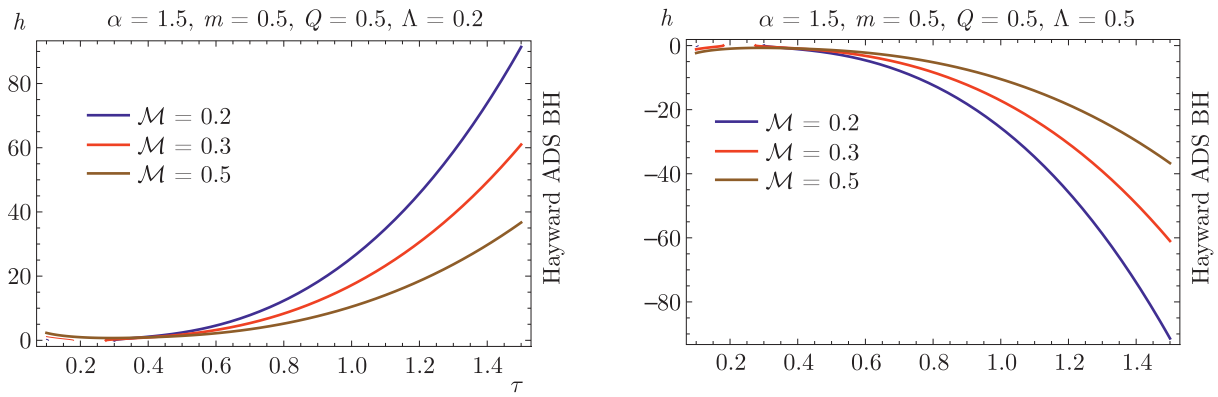 h
α = 1.5, m = 0.5, Q = 0.5, Λ = 0.2
80
60
40
20
0
ℳ = 0.2
ℳ = 0.3
ℳ = 0.5
0.2 0.4 0.6 0.8 1.0 1.2 1.4
τ
Hayward ADS BH
h
α = 1.5, m = 0.5, Q = 0.5, Λ = 0.5
0
−20
−40
−60
−80
ℳ = 0.2
ℳ = 0.3
ℳ = 0.5
0.2 0.4 0.6 0.8 1.0 1.2 1.4
Hayward ADS BH